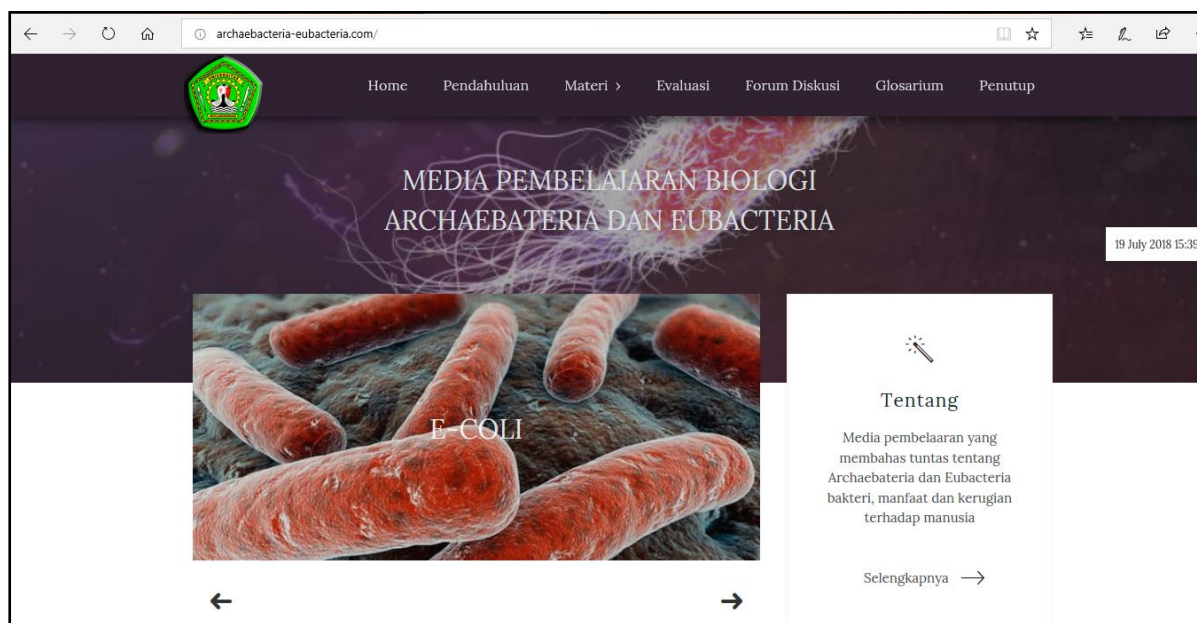 archaebacteria-eubacteria.com/
Home Pendahuluan Materi › Evaluasi Forum Diskusi Glosarium Penutup
MEDIA PEMBELAJARAN BIOLOGI
ARCHAEBATERIA DAN EUBACTERIA
19 July 2018 15:39
E-COLI
Tentang
Media pembelaaran yang
membahas tuntas tentang
Archaebateria dan Eubacteria
bakteri, manfaat dan kerugian
terhadap manusia
Selengkapnya